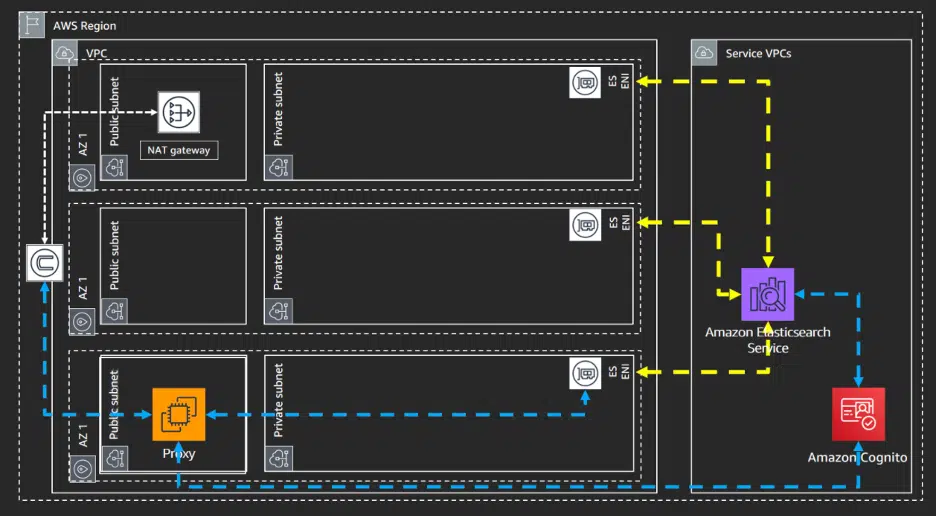 AWS Region
VPC
Service VPCs
Public subnet
Private subnet
ES
ENI
AZ 1
NAT gateway
Public subnet
Private subnet
ES
ENI
AZ 1
Amazon Elasticsearch
Service
Public subnet
Private subnet
ES
ENI
AZ 1
Proxy
Amazon Cognito